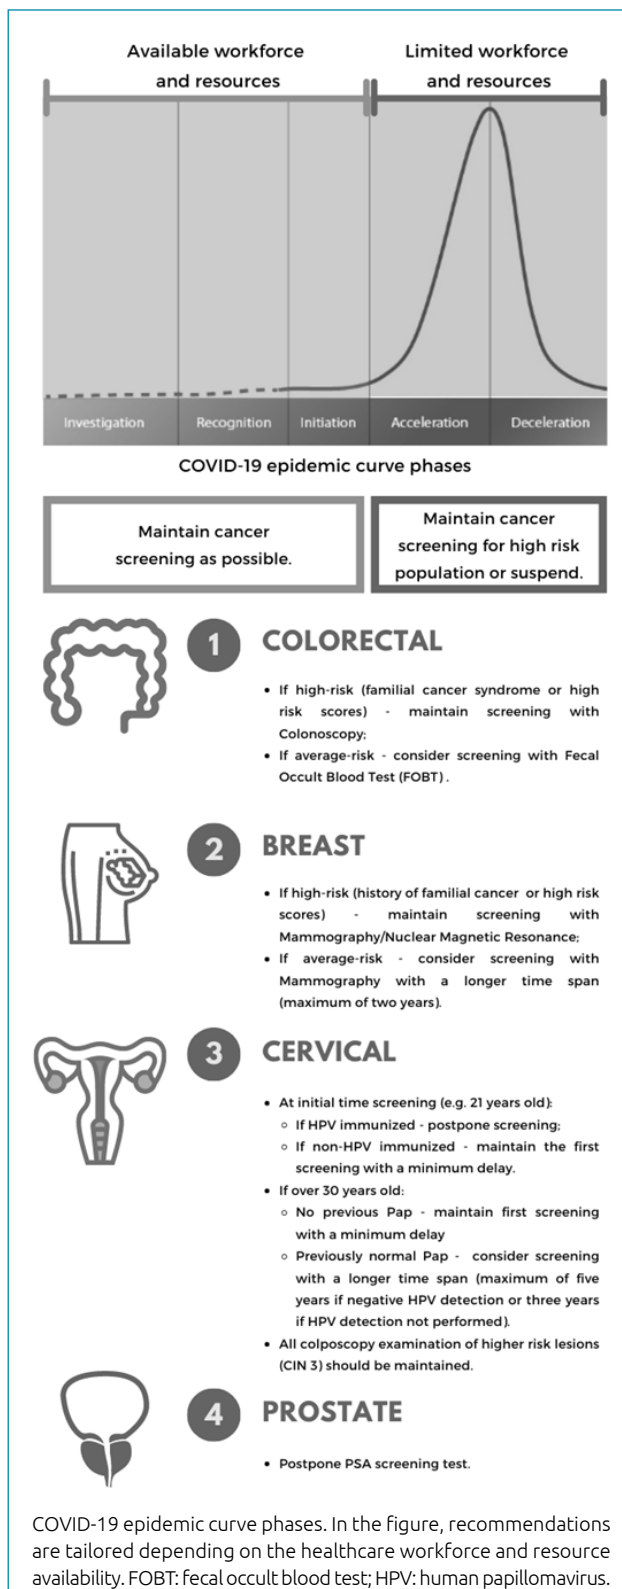 Available workforce
and resources
Limited workforce
and resources
Investigation
Recognition
Initiation
Acceleration
Deceleration
COVID-19 epidemic curve phases
Maintain cancer
screening as possible.
Maintain cancer
screening for high risk
population or suspend.
1
COLORECTAL
• If high-risk (familial cancer syndrome or high
risk scores) - maintain screening with
Colonoscopy;
• If average-risk - consider screening with Fecal
Occult Blood Test (FOBT) .
2
BREAST
• If high-risk (history of familial cancer or high risk
scores) - maintain screening with
Mammography/Nuclear Magnetic Resonance;
• If average-risk - consider screening with
Mammography with a longer time span
(maximum of two years).
3
CERVICAL
• At initial time screening (e.g. 21 years old):
◦ If HPV immunized - postpone screening;
◦ If non-HPV immunized - maintain the first
screening with a minimum delay.
• If over 30 years old:
◦ No previous Pap - maintain first screening
with a minimum delay
◦ Previously normal Pap - consider screening
with a longer time span (maximum of five
years if negative HPV detection or three years
if HPV detection not performed).
• All colposcopy examination of higher risk lesions
(CIN 3) should be maintained.
4
PROSTATE
• Postpone PSA screening test.
COVID-19 epidemic curve phases. In the figure, recommendations
are tailored depending on the healthcare workforce and resource
availability. FOBT: fecal occult blood test; HPV: human papillomavirus.